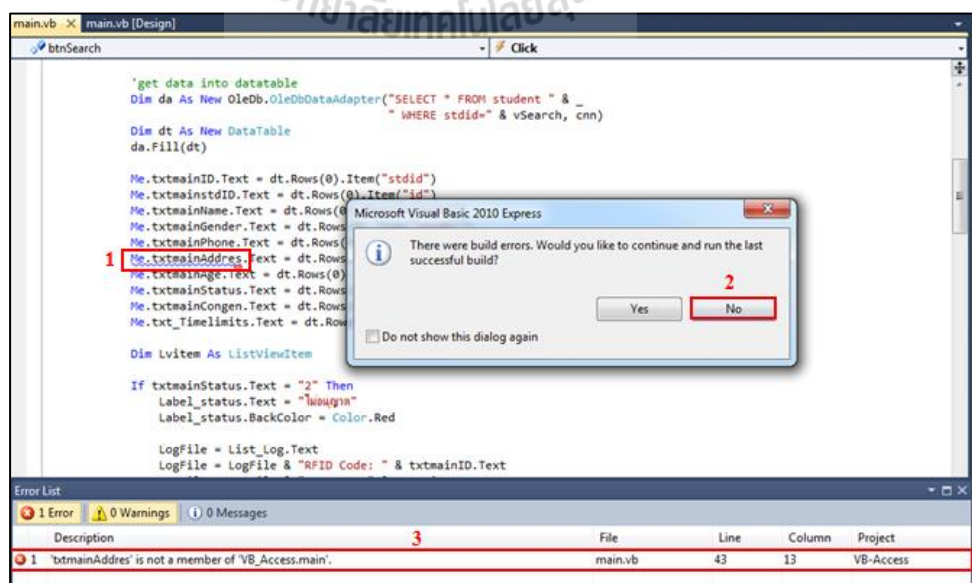 main.vb main.vb [Design]
btnSearch Click
'get data into datatable
Dim da As New OleDb.OleDbDataAdapter("SELECT * FROM student " & _
" WHERE stdid=" & vSearch, cnn)
Dim dt As New DataTable
da.Fill(dt)
Me.txtmainID.Text = dt.Rows(0).Item("stdid")
Me.txtmainstdID.Text = dt.Rows(0).Item("id")
Me.txtmainName.Text = dt.Rows(0
Me.txtmainGender.Text = dt.Rows
Me.txtmainPhone.Text = dt.Rows(
1 Me.txtmainAddres.Text = dt.Rows
Me.txtmainAge.Text = dt.Rows(0)
Me.txtmainStatus.Text = dt.Rows
Me.txtmainCongen.Text = dt.Rows
Me.txt_Timelimits.Text = dt.Row
Microsoft Visual Basic 2010 Express
There were build errors. Would you like to continue and run the last
successful build?
2
Yes No
Do not show this dialog again
Dim Lvitem As ListViewItem
If txtmainStatus.Text = "2" Then
Label_status.Text = "ไม่อนุญาต"
Label_status.BackColor = Color.Red
LogFile = List_Log.Text
LogFile = LogFile & "RFID Code: " & txtmainID.Text
Error List
1 Error 0 Warnings 0 Messages
Description 3 File Line Column Project
1 'txtmainAddres' is not a member of 'VB_Access.main'. main.vb 43 13 VB-Access